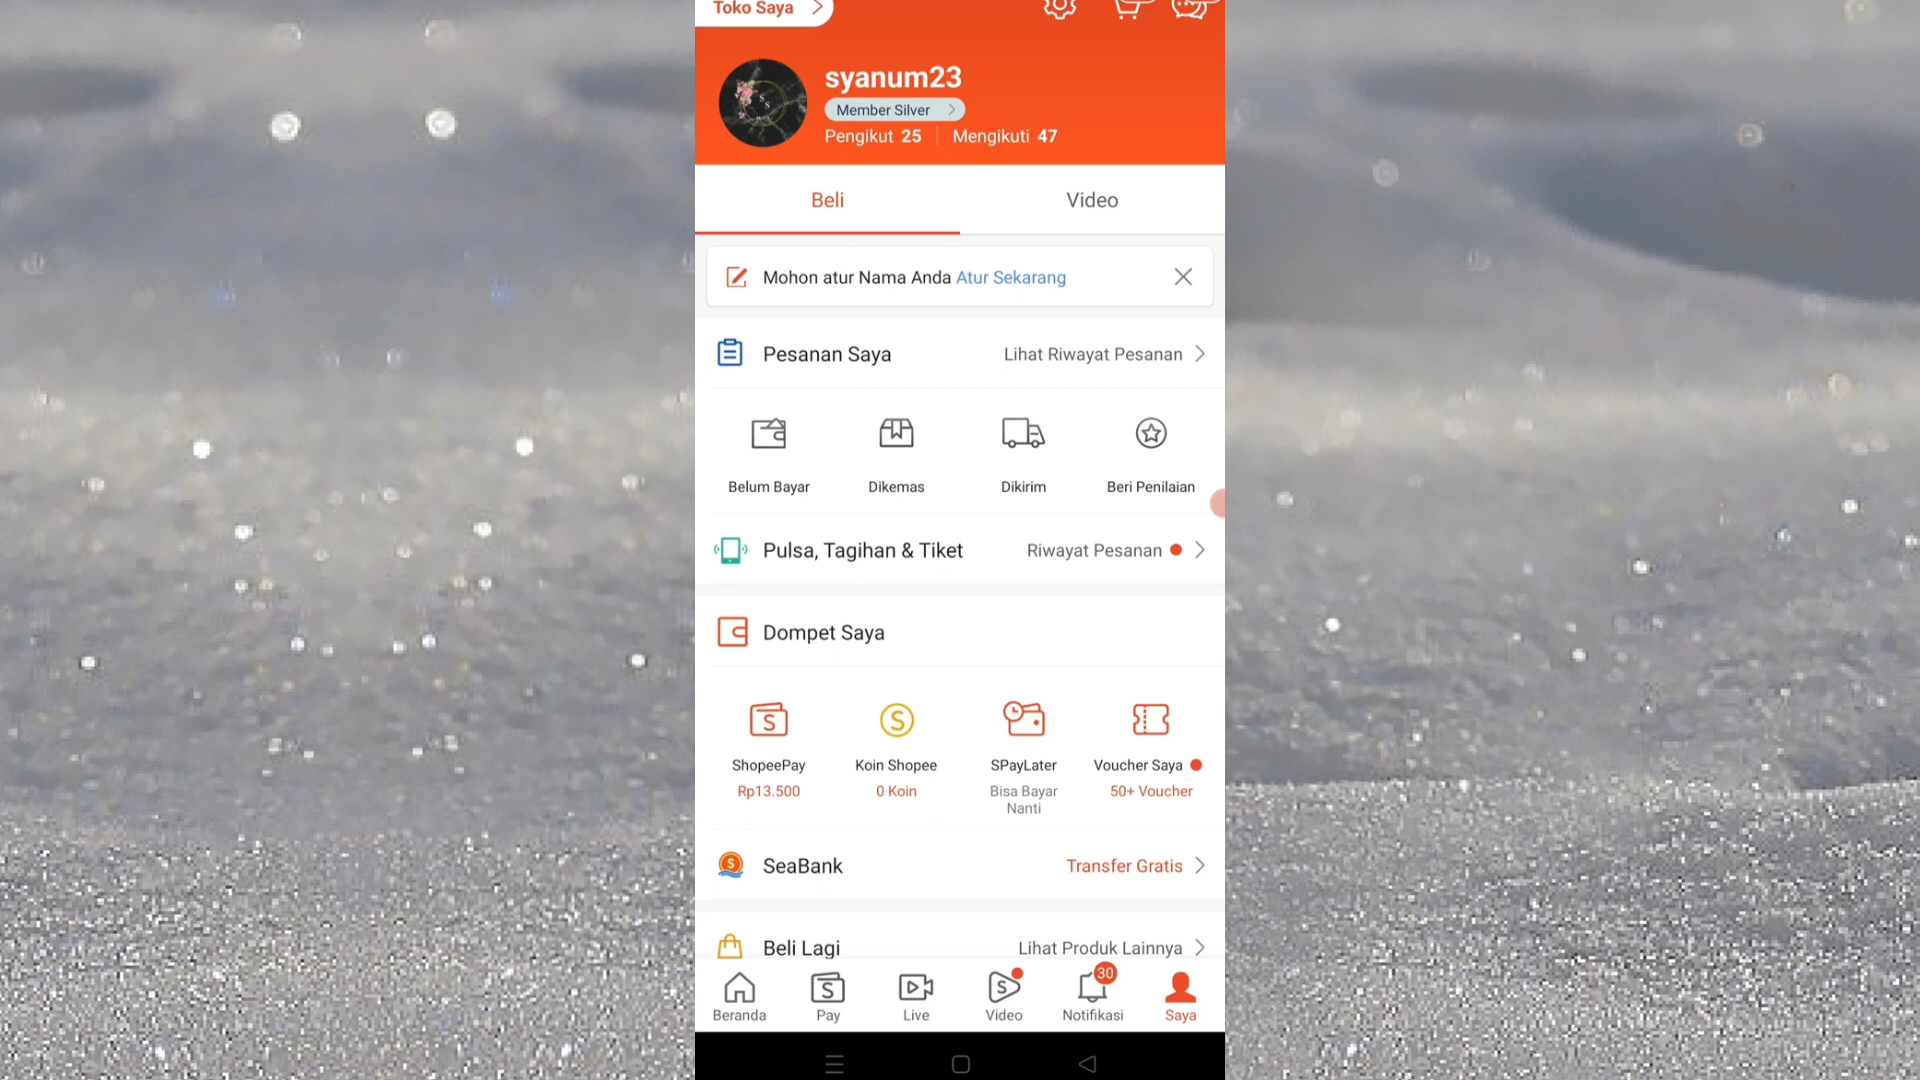 Toko Saya
syanum23
Member Silver
Pengikut 25 Mengikuti 47
Beli Video
Mohon atur Nama Anda Atur Sekarang
Pesanan Saya Lihat Riwayat Pesanan
Belum Bayar Dikemas Dikirim Beri Penilaian
Pulsa, Tagihan & Tiket Riwayat Pesanan
Dompet Saya
ShopeePay Koin Shopee SPayLater Voucher Saya
Rp13.500 0 Koin Bisa Bayar 50+ Voucher
Nanti
SeaBank Transfer Gratis
Beli Lagi Lihat Produk Lainnya
30
Beranda Pay Live Video Notifikasi Saya